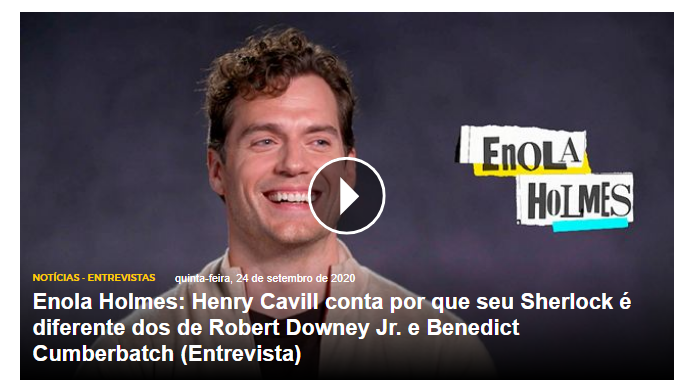 Enola
Holmes
NOTÍCIAS - ENTREVISTAS quinta-feira, 24 de setembro de 2020
Enola Holmes: Henry Cavill conta por que seu Sherlock é
diferente dos de Robert Downey Jr. e Benedict
Cumberbatch (Entrevista)